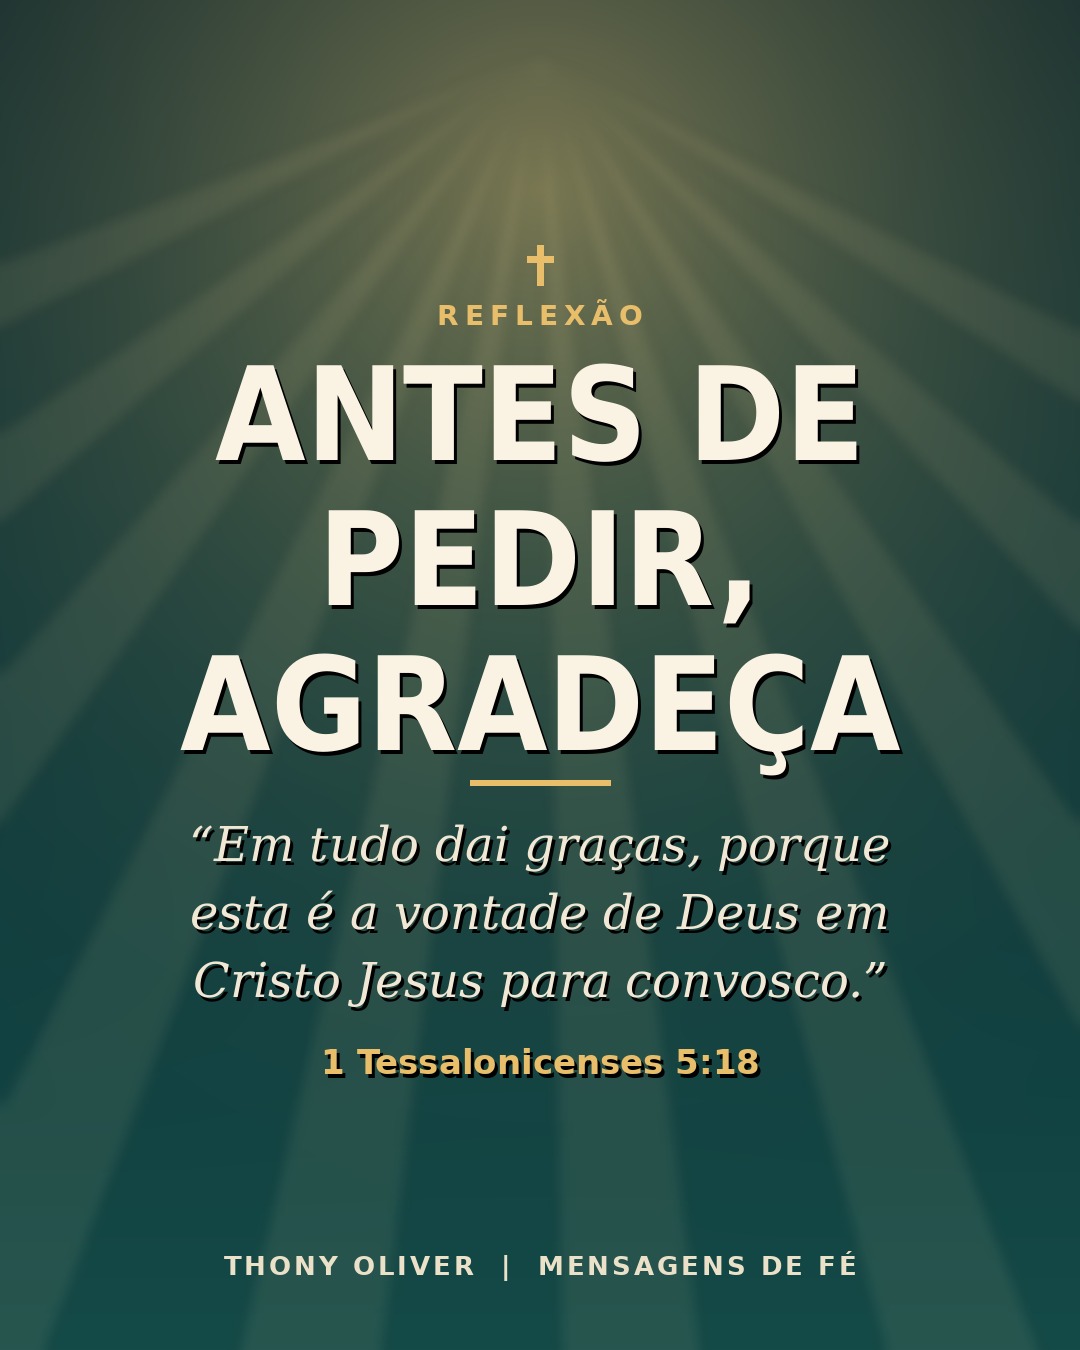 REFLEXÃO
ANTES DE
PEDIR,
AGRADEÇA
“Em tudo dai graças, porque
esta é a vontade de Deus em
Cristo Jesus para convosco.”
1 Tessalonicenses 5:18
THONY OLIVER | MENSAGENS DE FÉ